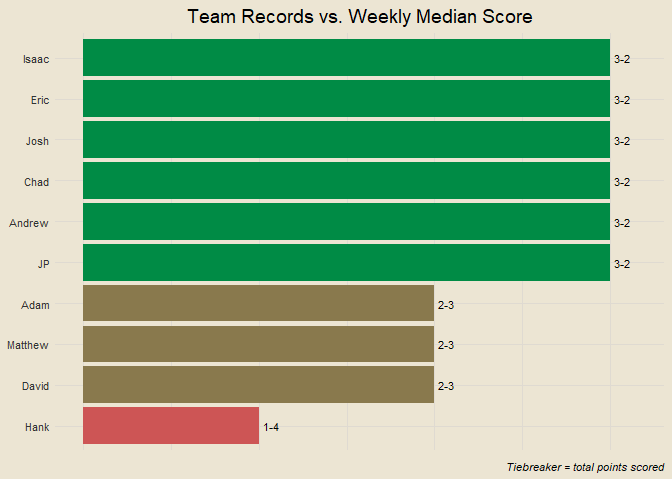 Team Records vs. Weekly Median Score
Isaac 3-2
Eric 3-2
Josh 3-2
Chad 3-2
Andrew 3-2
JP 3-2
Adam 2-3
Matthew 2-3
David 2-3
Hank 1-4
Tiebreaker = total points scored